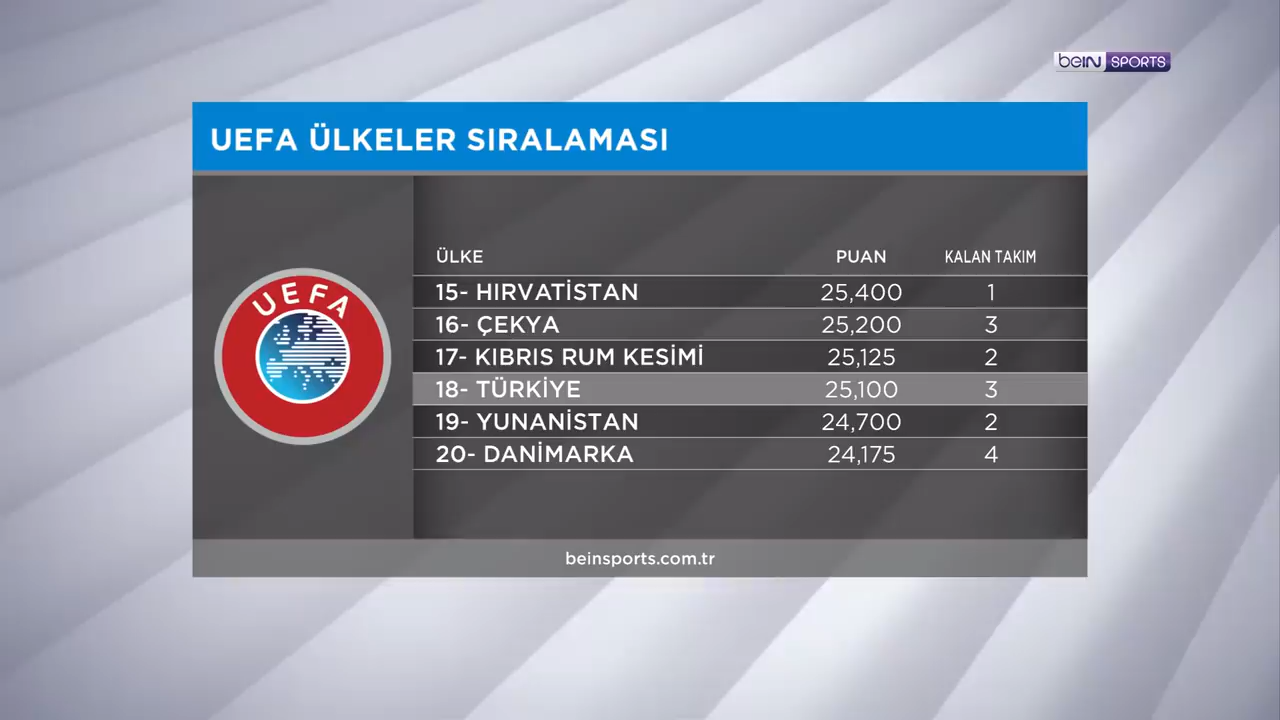 beIN SPORTS
UEFA ÜLKELER SIRALAMASI
UEFA
ÜLKE PUAN KALAN TAKIM
15- HIRVATİSTAN 25,400 1
16- ÇEKYA 25,200 3
17- KIBRIS RUM KESİMİ 25,125 2
18- TÜRKİYE 25,100 3
19- YUNANİSTAN 24,700 2
20- DANİMARKA 24,175 4
beinsports.com.tr